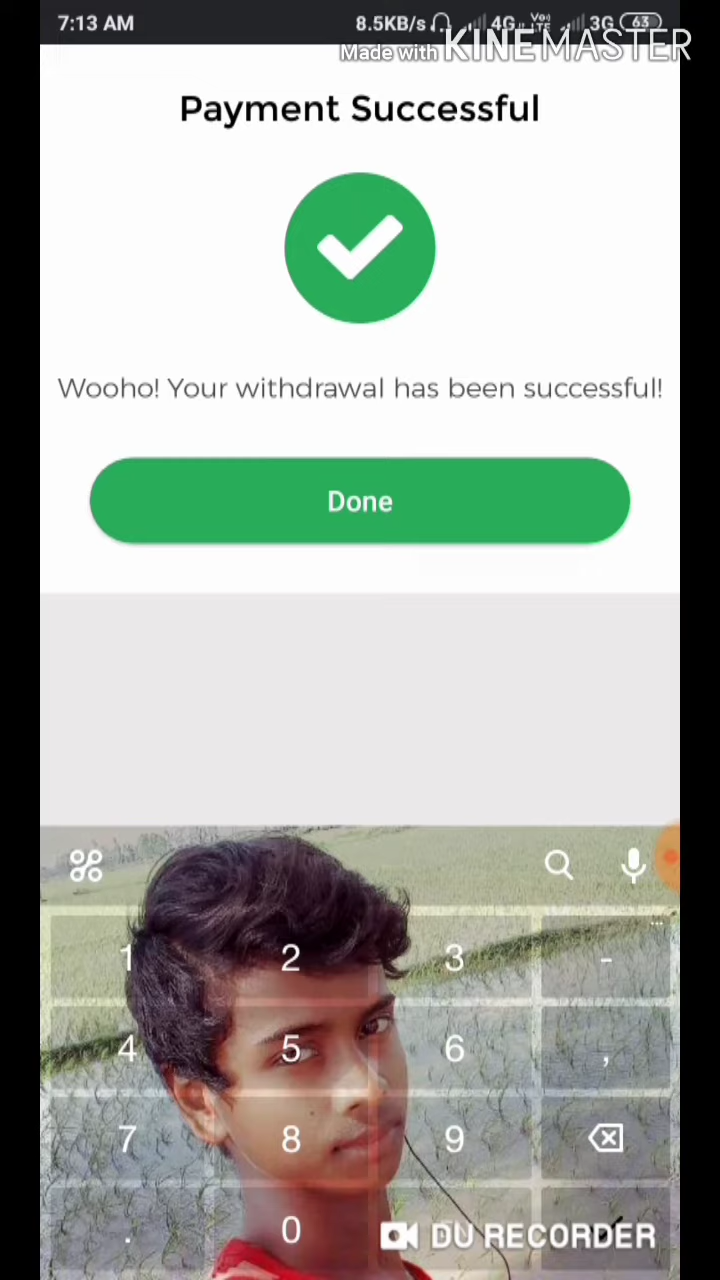 7:13 AM 8.5KB/s 4G Vo) LTE 3G 63
Made with KINEMASTER
Payment Successful
Wooho! Your withdrawal has been successful!
Done
1 2 3 -
4 5 6 ,
7 8 9
. 0
DU RECORDER